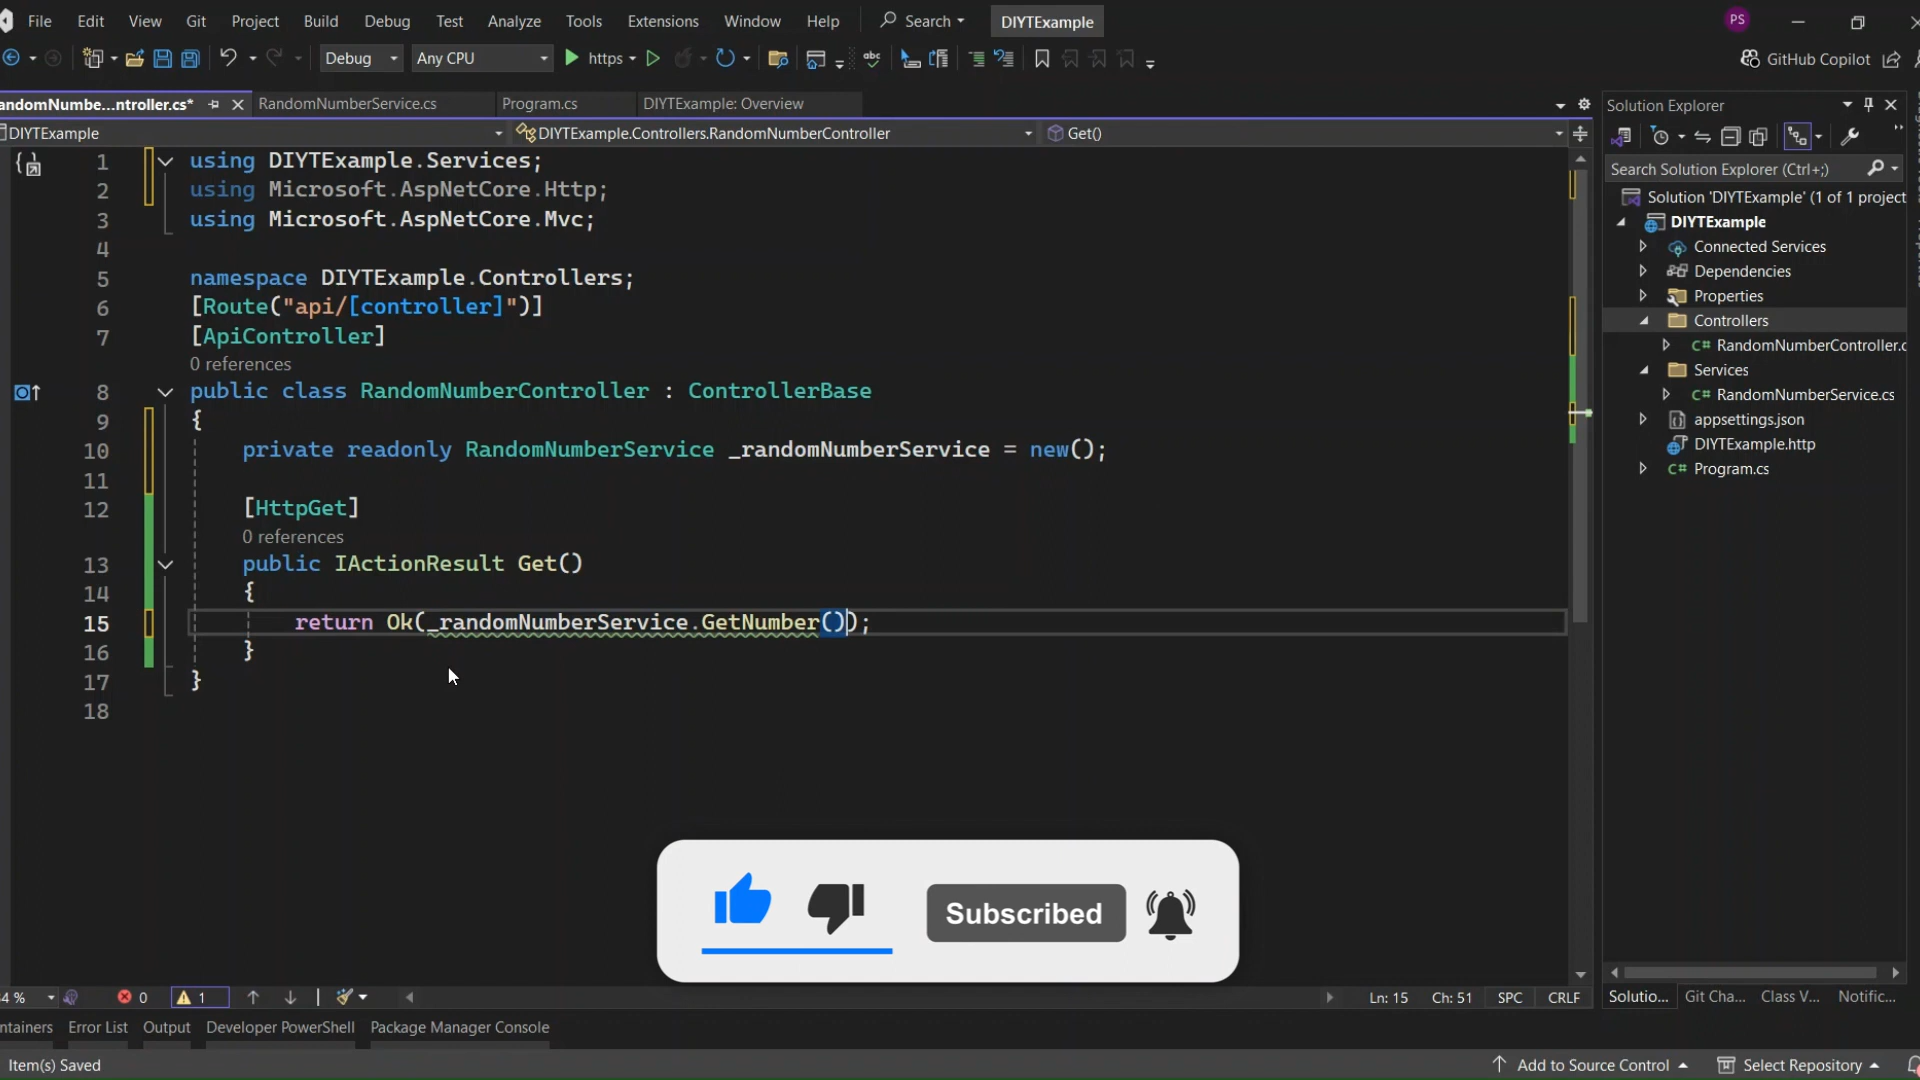 File Edit View Git Project Build Debug Test Analyze Tools Extensions Window Help Search DIYTExample PS
Debug Any CPU https GitHub Copilot
andomNumbe...ntroller.cs* RandomNumberService.cs Program.cs DIYTExample: Overview
DIYTExample DIYTExample.Controllers.RandomNumberController Get()
1 using DIYTExample.Services;
2 using Microsoft.AspNetCore.Http;
3 using Microsoft.AspNetCore.Mvc;
4
5 namespace DIYTExample.Controllers;
6 [Route("api/[controller]")]
7 [ApiController]
0 references
8 public class RandomNumberController : ControllerBase
9 {
10 private readonly RandomNumberService _randomNumberService = new();
11
12 [HttpGet]
0 references
13 public IActionResult Get()
14 {
15 return Ok(_randomNumberService.GetNumber());
16 }
17 }
18
Solution Explorer
Search Solution Explorer (Ctrl+;)
Solution 'DIYTExample' (1 of 1 project
DIYTExample
Connected Services
Dependencies
Properties
Controllers
C# RandomNumberController.c
Services
C# RandomNumberService.cs
appsettings.json
DIYTExample.http
C# Program.cs
Subscribed
4 % 0 1 Ln: 15 Ch: 51 SPC CRLF
Solutio... Git Cha... Class V... Notific...
ntainers Error List Output Developer PowerShell Package Manager Console
Item(s) Saved Add to Source Control Select Repository